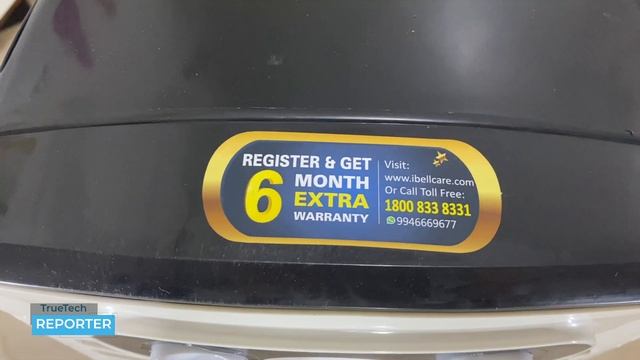 REGISTER & GET
6 MONTH
EXTRA
WARRANTY
Visit:
www.ibellcare.com
Or Call Toll Free:
1800 833 8331
9946669677
TrueTech
REPORTER